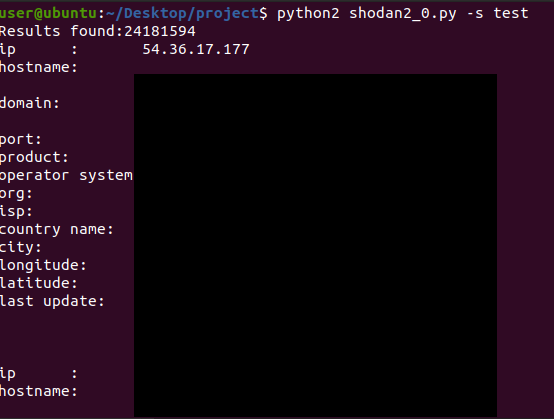 user@ubuntu:~/Desktop/project$ python2 shodan2_0.py -s test
Results found:24181594
ip      :       54.36.17.177
hostname:
domain:
port:
product:
operator system
org:
isp:
country name:
city:
longitude:
latitude:
last update:
ip      :
hostname: